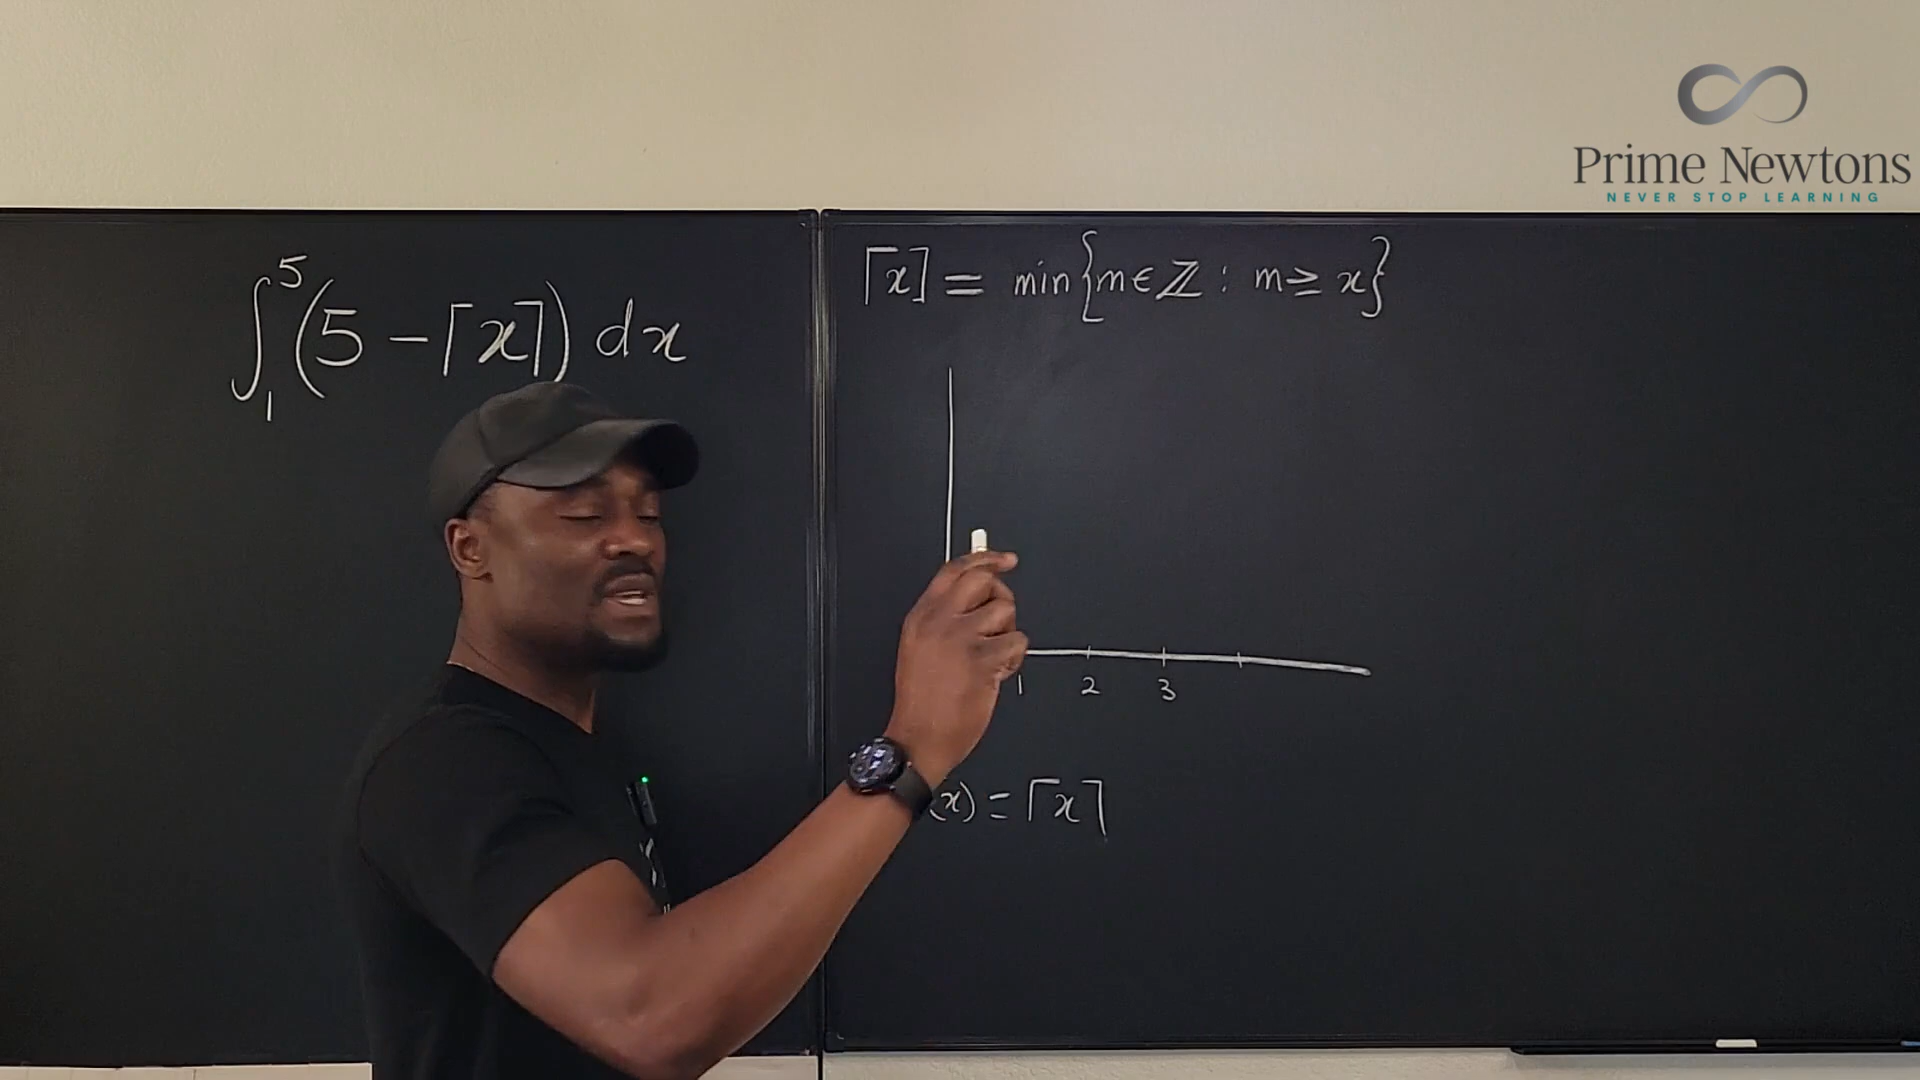 Prime Newtons
NEVER STOP LEARNING
∫₁⁵(5 − ⌈x⌉) dx
⌈x⌉ = min{m ∈ ℤ : m ≥ x}
1 2 3
(x) = ⌈x⌉